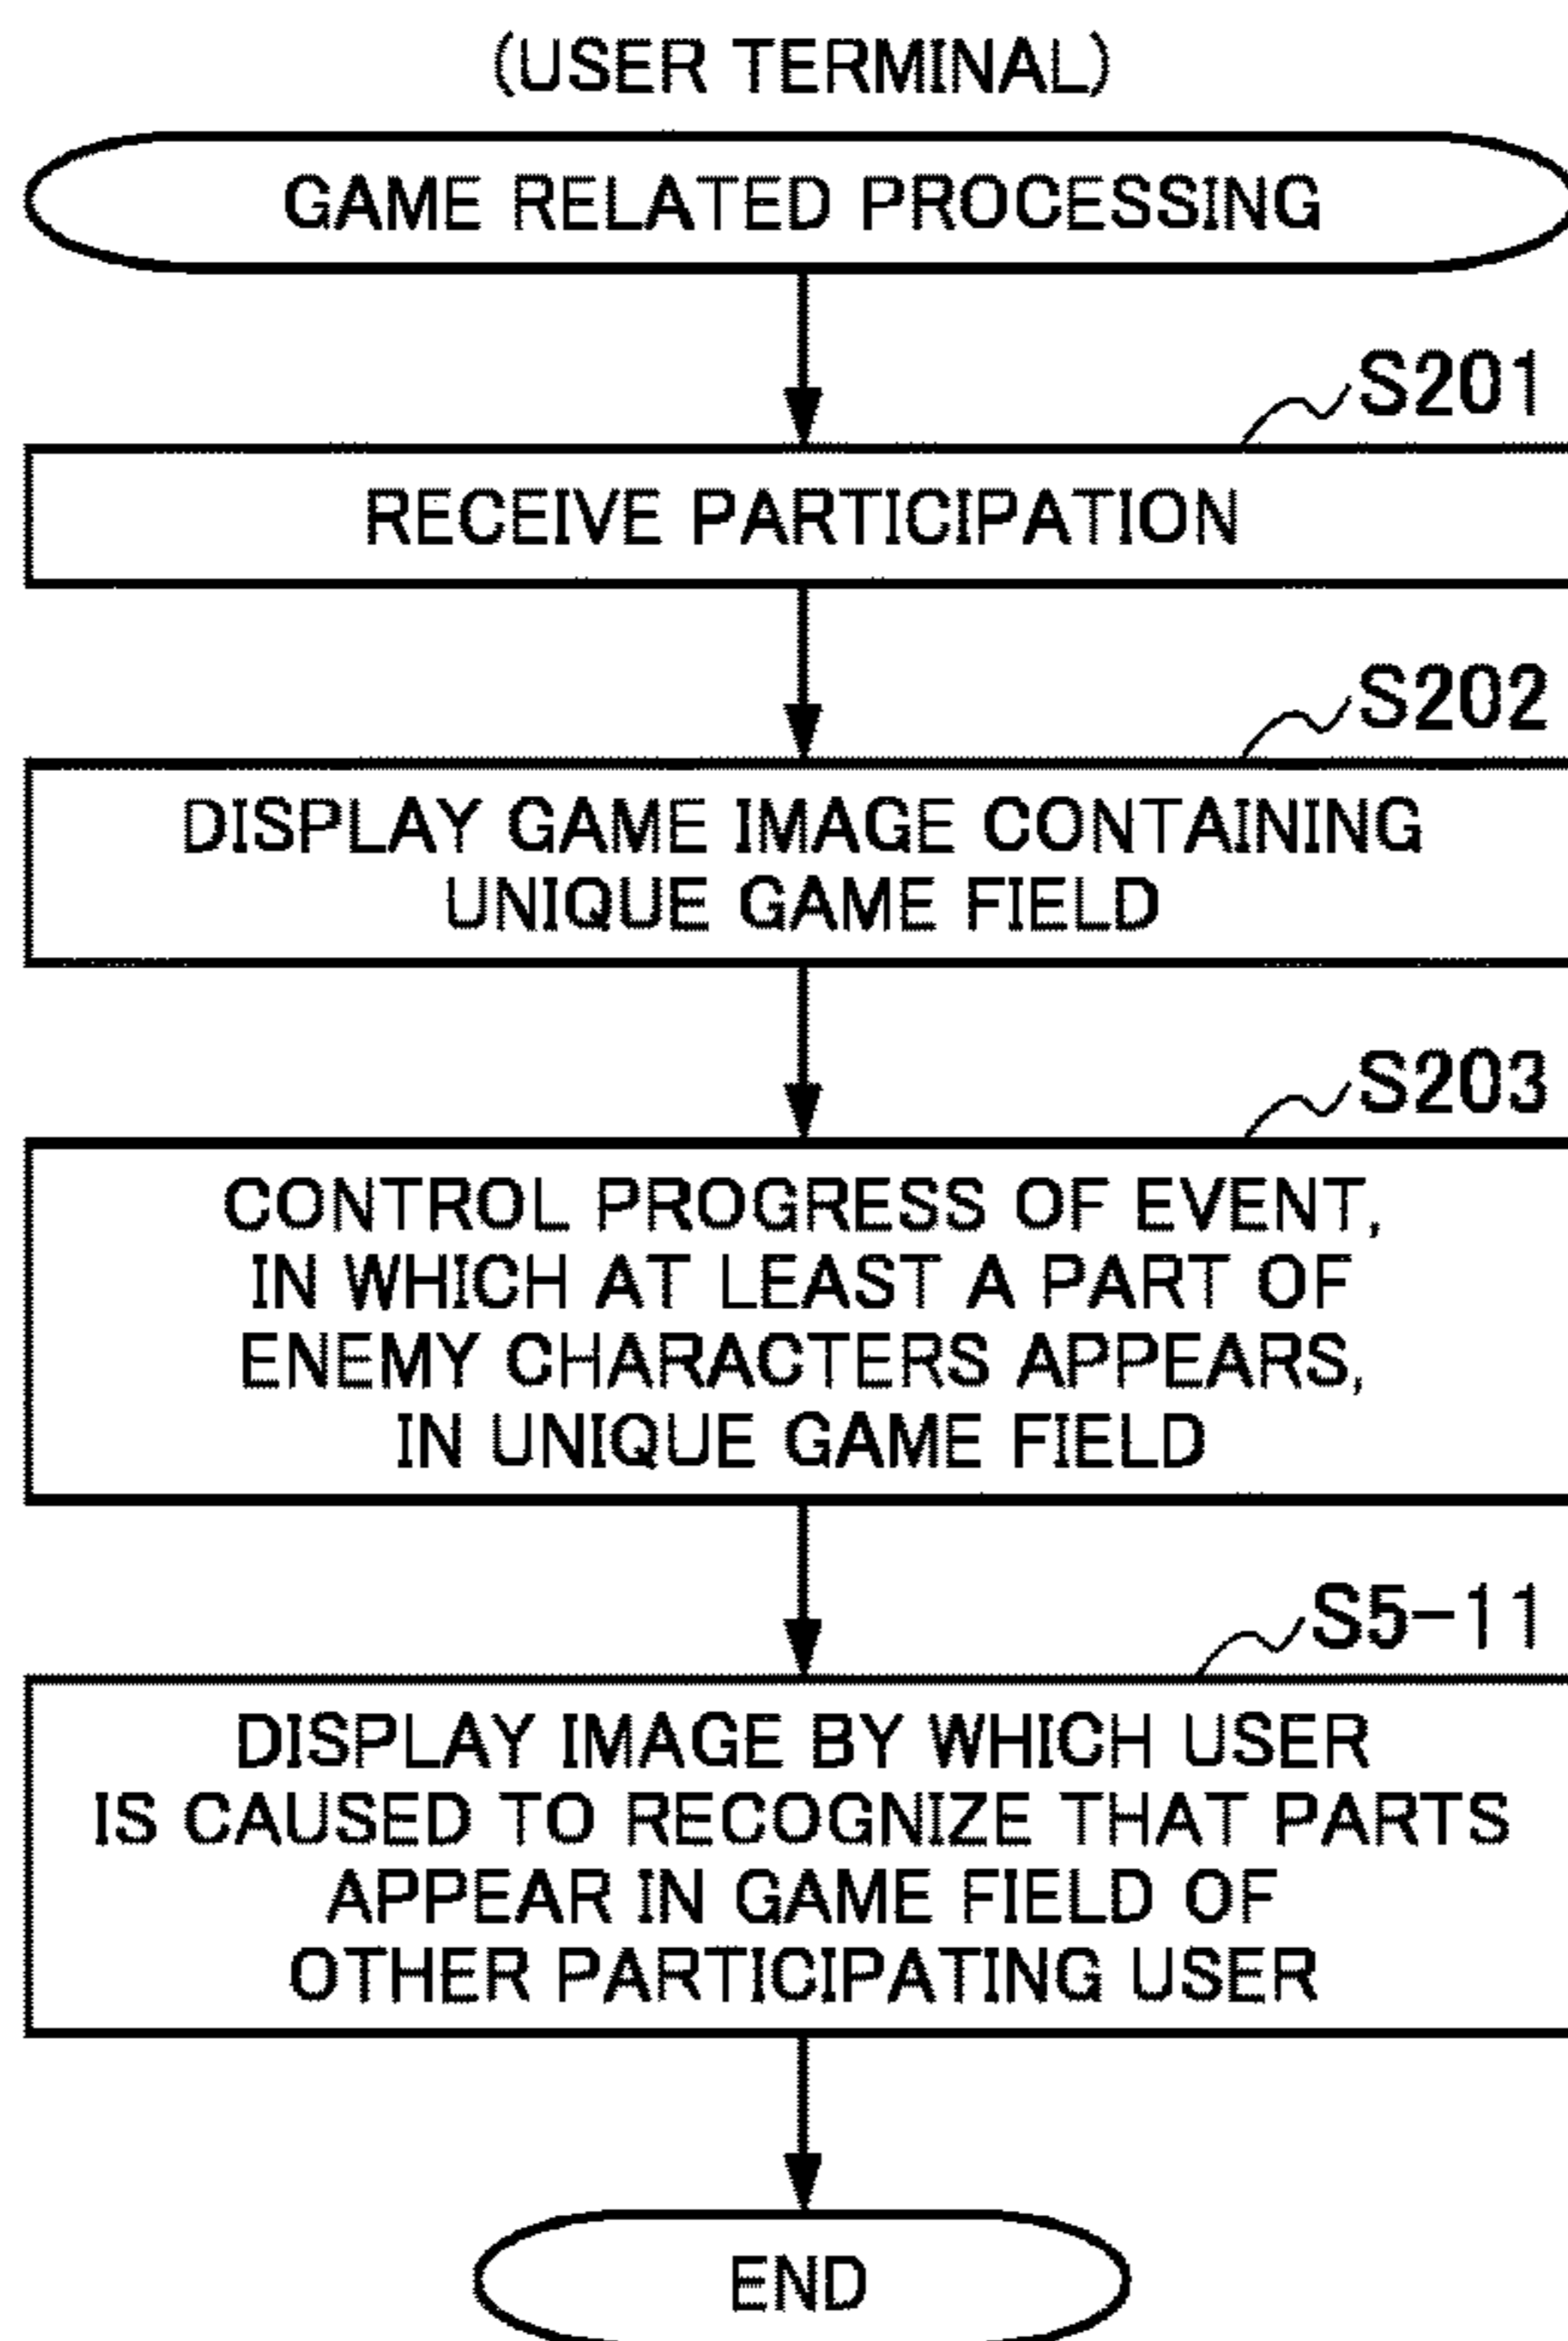 (USER TERMINAL)
GAME RELATED PROCESSING
S201
RECEIVE PARTICIPATION
S202
DISPLAY GAME IMAGE CONTAINING
UNIQUE GAME FIELD
S203
CONTROL PROGRESS OF EVENT,
IN WHICH AT LEAST A PART OF
ENEMY CHARACTERS APPEARS,
IN UNIQUE GAME FIELD
S5-11
DISPLAY IMAGE BY WHICH USER
IS CAUSED TO RECOGNIZE THAT PARTS
APPEAR IN GAME FIELD OF
OTHER PARTICIPATING USER
END